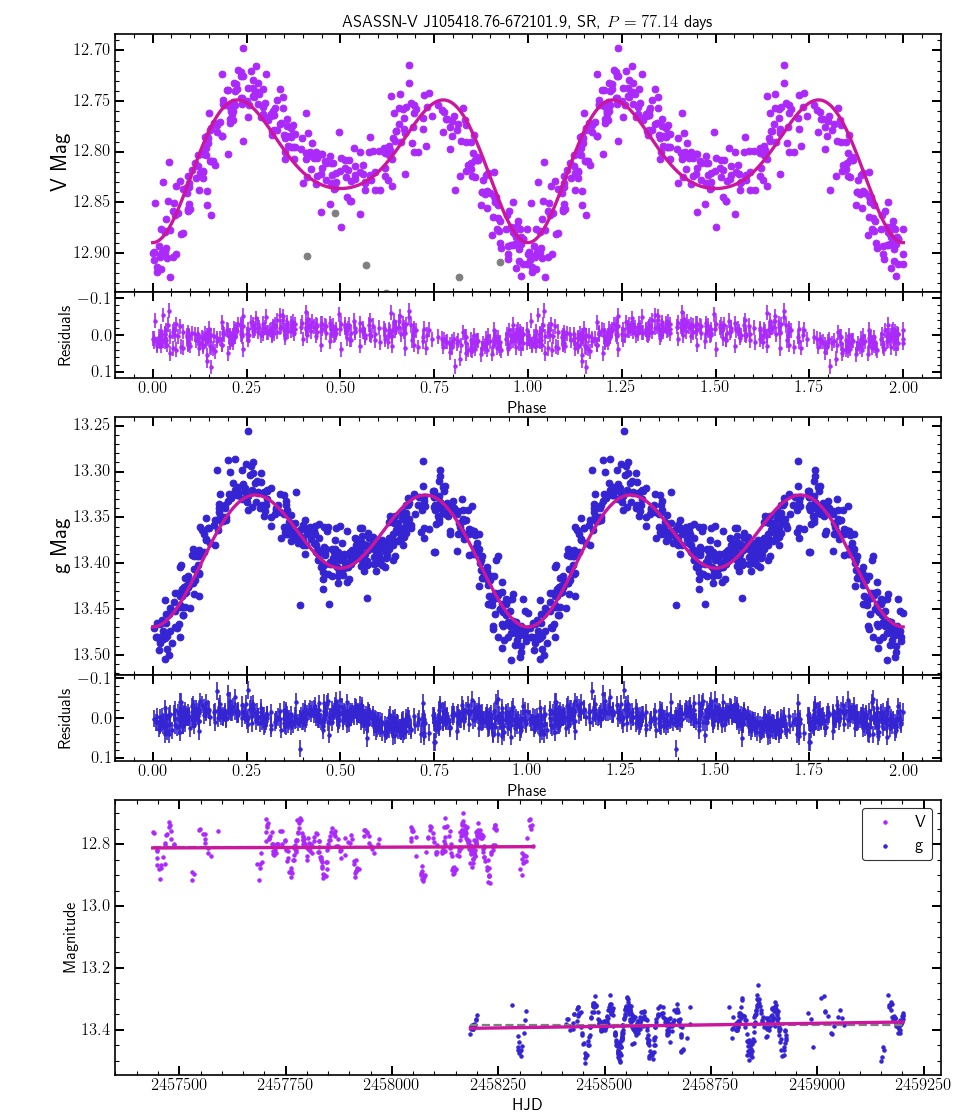 ASASSN-V J105418.76-672101.9, SR, P = 77.14 days
12.70
12.75
12.80
12.85
12.90
V Mag
−0.1
0.0
0.1
Residuals
0.00 0.25 0.50 0.75 1.00 1.25 1.50 1.75 2.00
Phase
13.25
13.30
13.35
13.40
13.45
13.50
g Mag
−0.1
0.0
0.1
Residuals
0.00 0.25 0.50 0.75 1.00 1.25 1.50 1.75 2.00
Phase
V
g
12.8
13.0
13.2
13.4
Magnitude
2457500 2457750 2458000 2458250 2458500 2458750 2459000 2459250
HJD